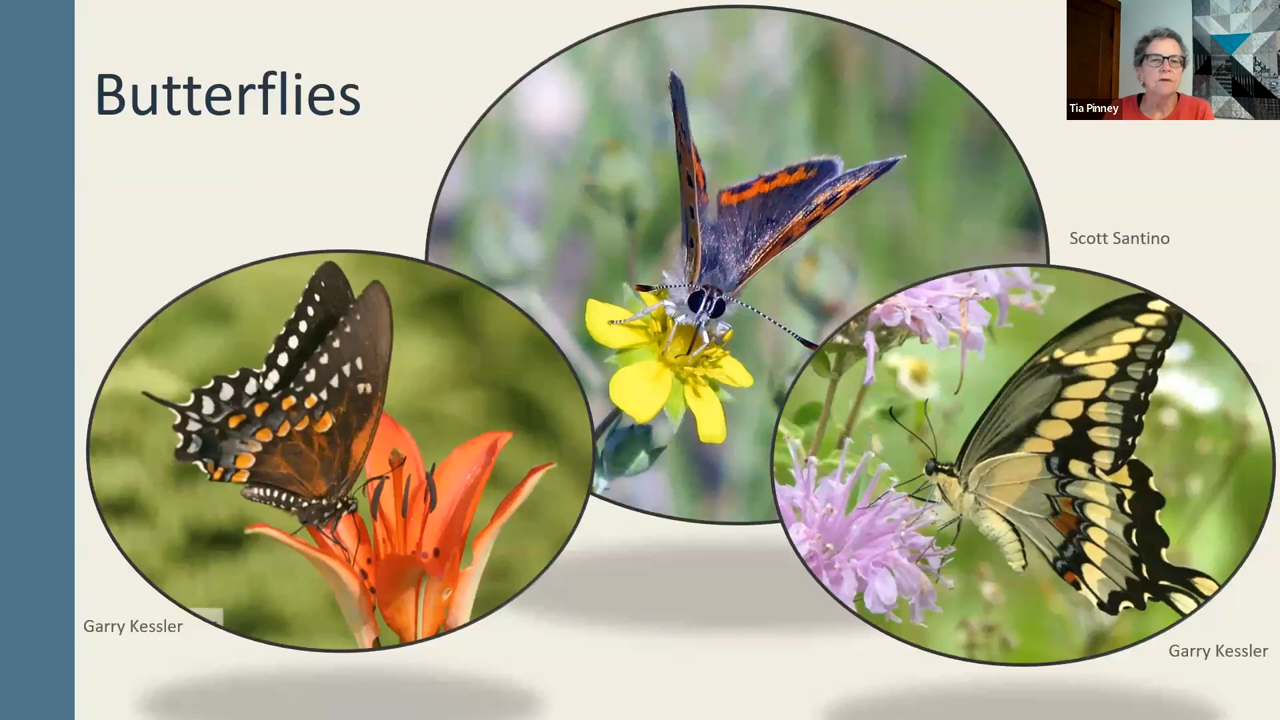 Butterflies
Tia Pinney
Scott Santino
Garry Kessler
Garry Kessler